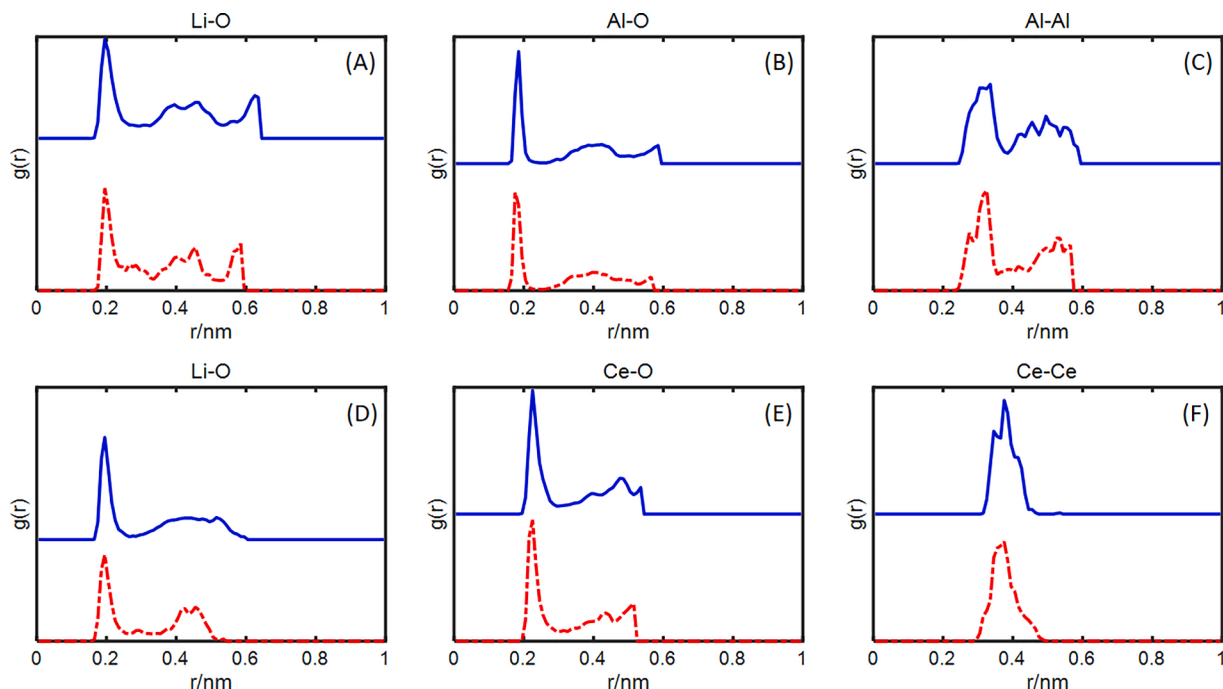 Li-O Al-O Al-Al
(A) (B) (C)
g(r) g(r) g(r)
0 0.2 0.4 0.6 0.8 1 0 0.2 0.4 0.6 0.8 1 0 0.2 0.4 0.6 0.8 1
r/nm r/nm r/nm
Li-O Ce-O Ce-Ce
(D) (E) (F)
g(r) g(r) g(r)
0 0.2 0.4 0.6 0.8 1 0 0.2 0.4 0.6 0.8 1 0 0.2 0.4 0.6 0.8 1
r/nm r/nm r/nm